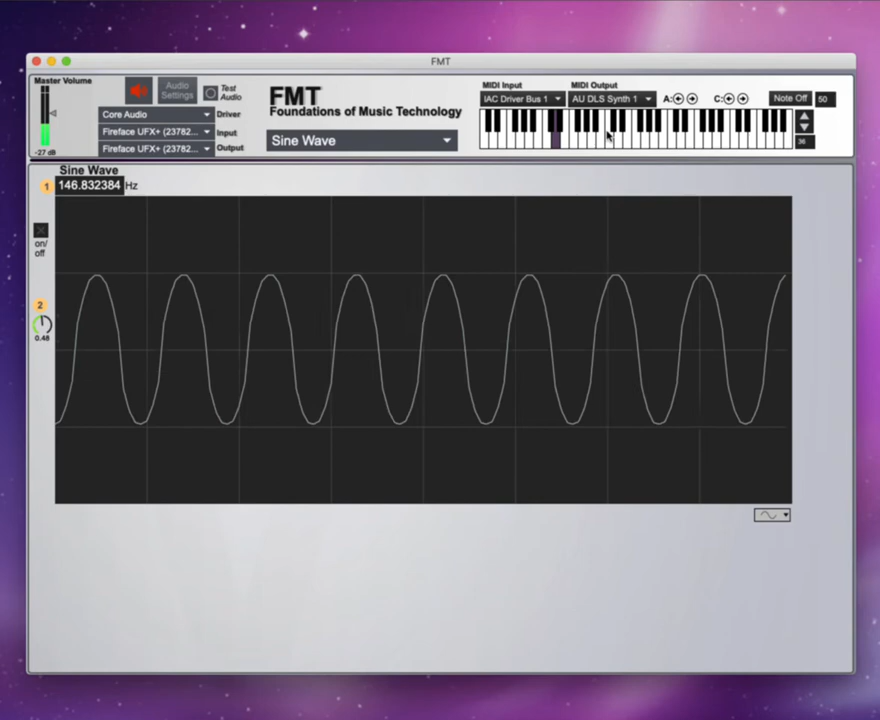 FMT
Master Volume
-27 dB
Audio
Settings
Test
Audio
Core Audio
Driver
Fireface UFX+ (23782...
Input
Fireface UFX+ (23782...
Output
FMT
Foundations of Music Technology
Sine Wave
MIDI Input
MIDI Output
IAC Driver Bus 1
AU DLS Synth 1
A:
C:
Note Off
50
36
Sine Wave
1
146.832384 Hz
on/
off
2
0.48